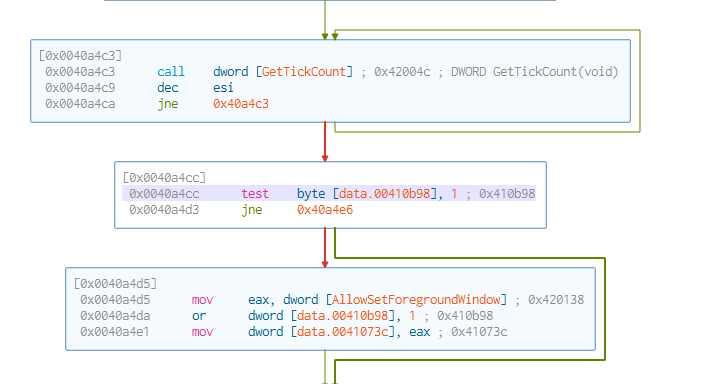 [0x0040a4c3]
0x0040a4c3 call dword [GetTickCount] ; 0x42004c ; DWORD GetTickCount(void)
0x0040a4c9 dec esi
0x0040a4ca jne 0x40a4c3
[0x0040a4cc]
0x0040a4cc test byte [data.00410b98], 1 ; 0x410b98
0x0040a4d3 jne 0x40a4e6
[0x0040a4d5]
0x0040a4d5 mov eax, dword [AllowSetForegroundWindow] ; 0x420138
0x0040a4da or dword [data.00410b98], 1 ; 0x410b98
0x0040a4e1 mov dword [data.0041073c], eax ; 0x41073c